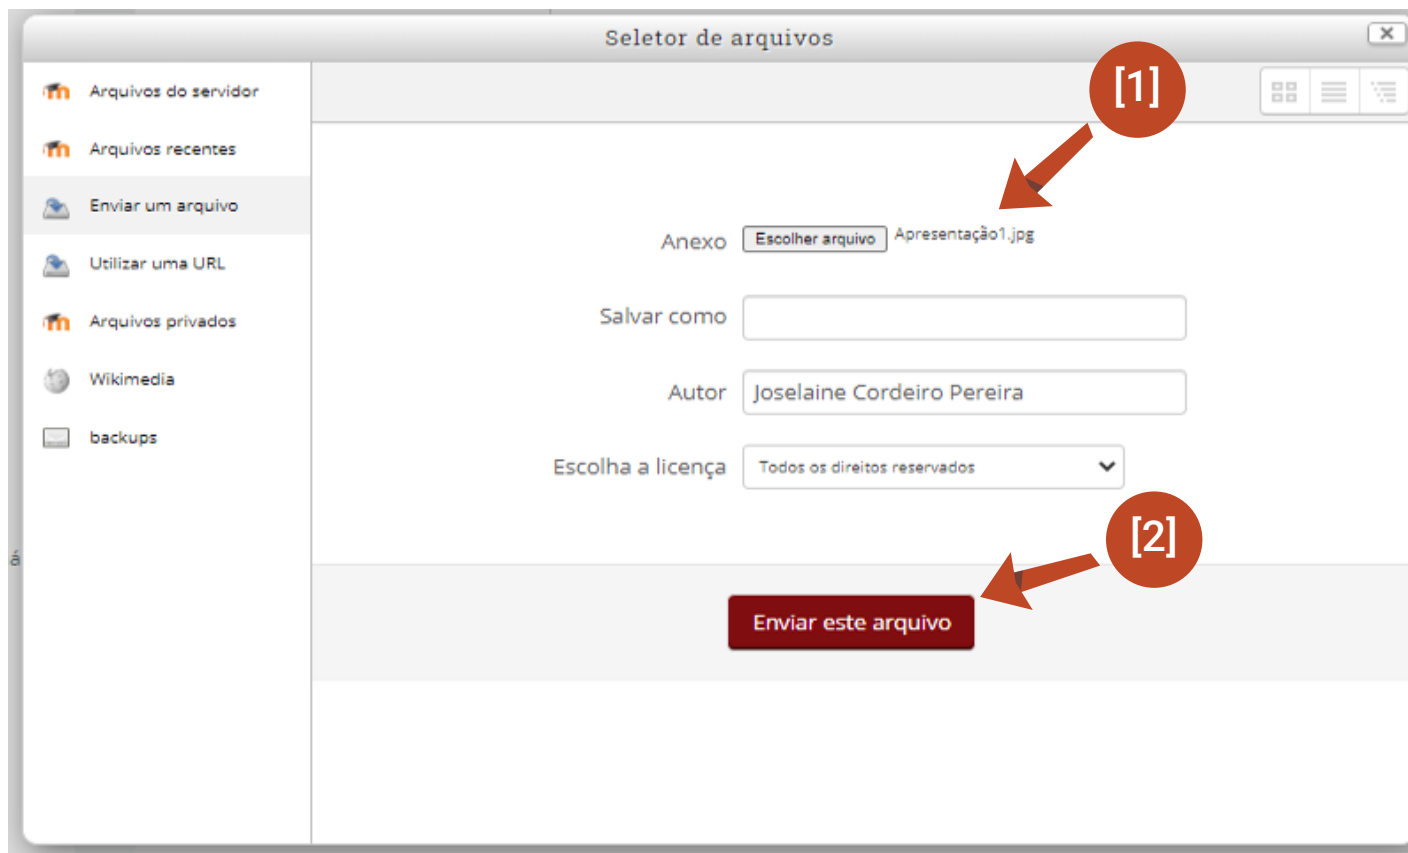 Seletor de arquivos
Arquivos do servidor
Arquivos recentes
Enviar um arquivo
Utilizar uma URL
Arquivos privados
Wikimedia
backups
[1]
Anexo Escolher arquivo Apresentação1.jpg
Salvar como
Autor Joselaine Cordeiro Pereira
Escolha a licença Todos os direitos reservados
[2]
Enviar este arquivo